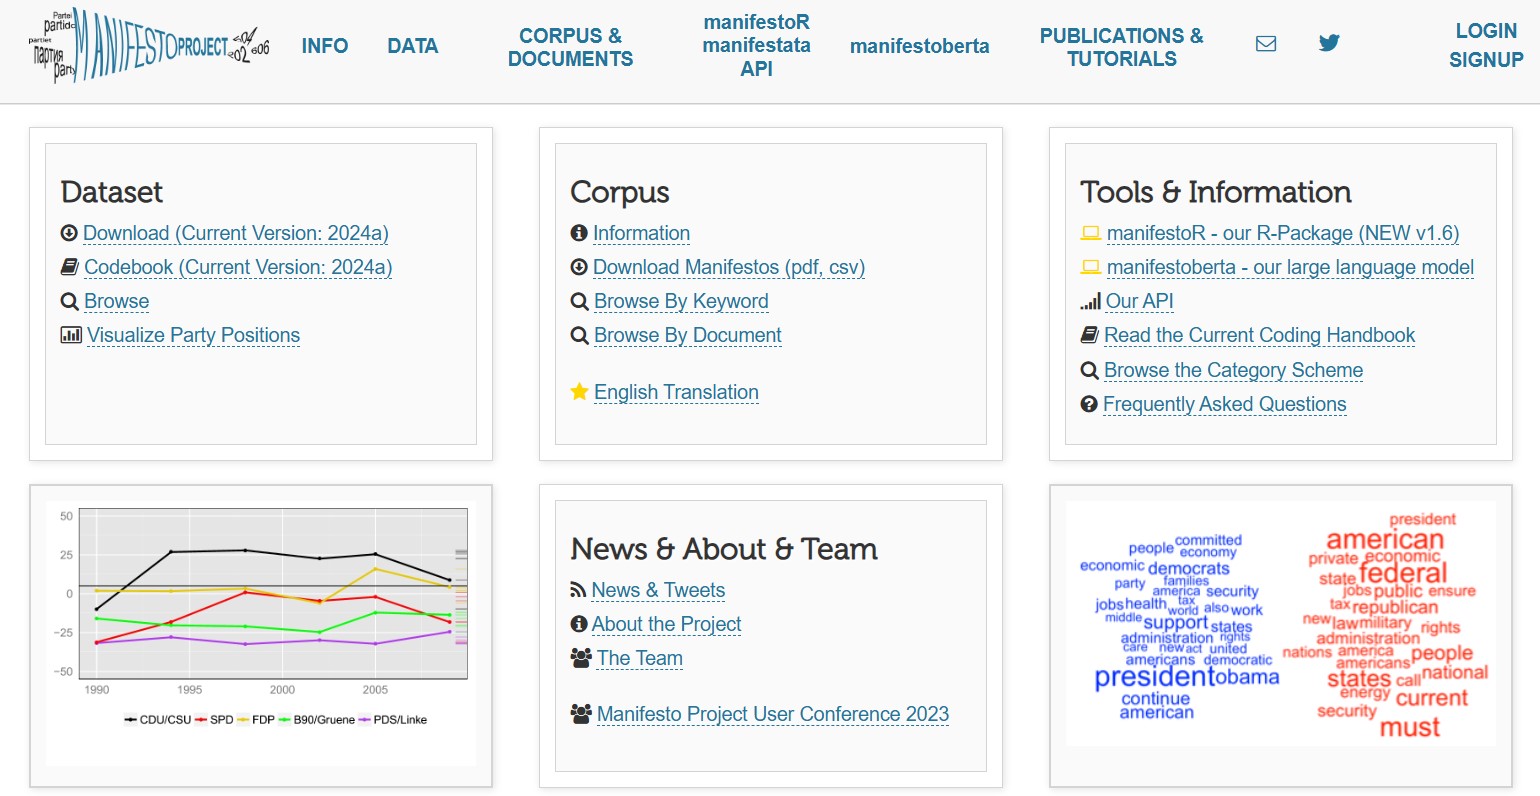 Partei
partido
partiet
партия
party
MANIFESTO PROJECT
INFO
DATA
CORPUS &
DOCUMENTS
manifestoR
manifestata
API
manifestoberta
PUBLICATIONS &
TUTORIALS
LOGIN
SIGNUP
Dataset
Download (Current Version: 2024a)
Codebook (Current Version: 2024a)
Browse
Visualize Party Positions
Corpus
Information
Download Manifestos (pdf, csv)
Browse By Keyword
Browse By Document
English Translation
Tools & Information
manifestoR - our R-Package (NEW v1.6)
manifestoberta - our large language model
Our API
Read the Current Coding Handbook
Browse the Category Scheme
Frequently Asked Questions
50
25
0
−25
−50
1990 1995 2000 2005
CDU/CSU SPD FDP B90/Gruene PDS/Linke
News & About & Team
News & Tweets
About the Project
The Team
Manifesto Project User Conference 2023
committed
people economy
economic democrats
party families
america security
jobs health tax
world also work
middle support states
administration rights
care new act united
americans democratic
president obama
continue
american
president
american
private economic
state federal
jobs public ensure
tax republican
new law military rights
administration
nations america people
americans
states call national
energy current
security
must